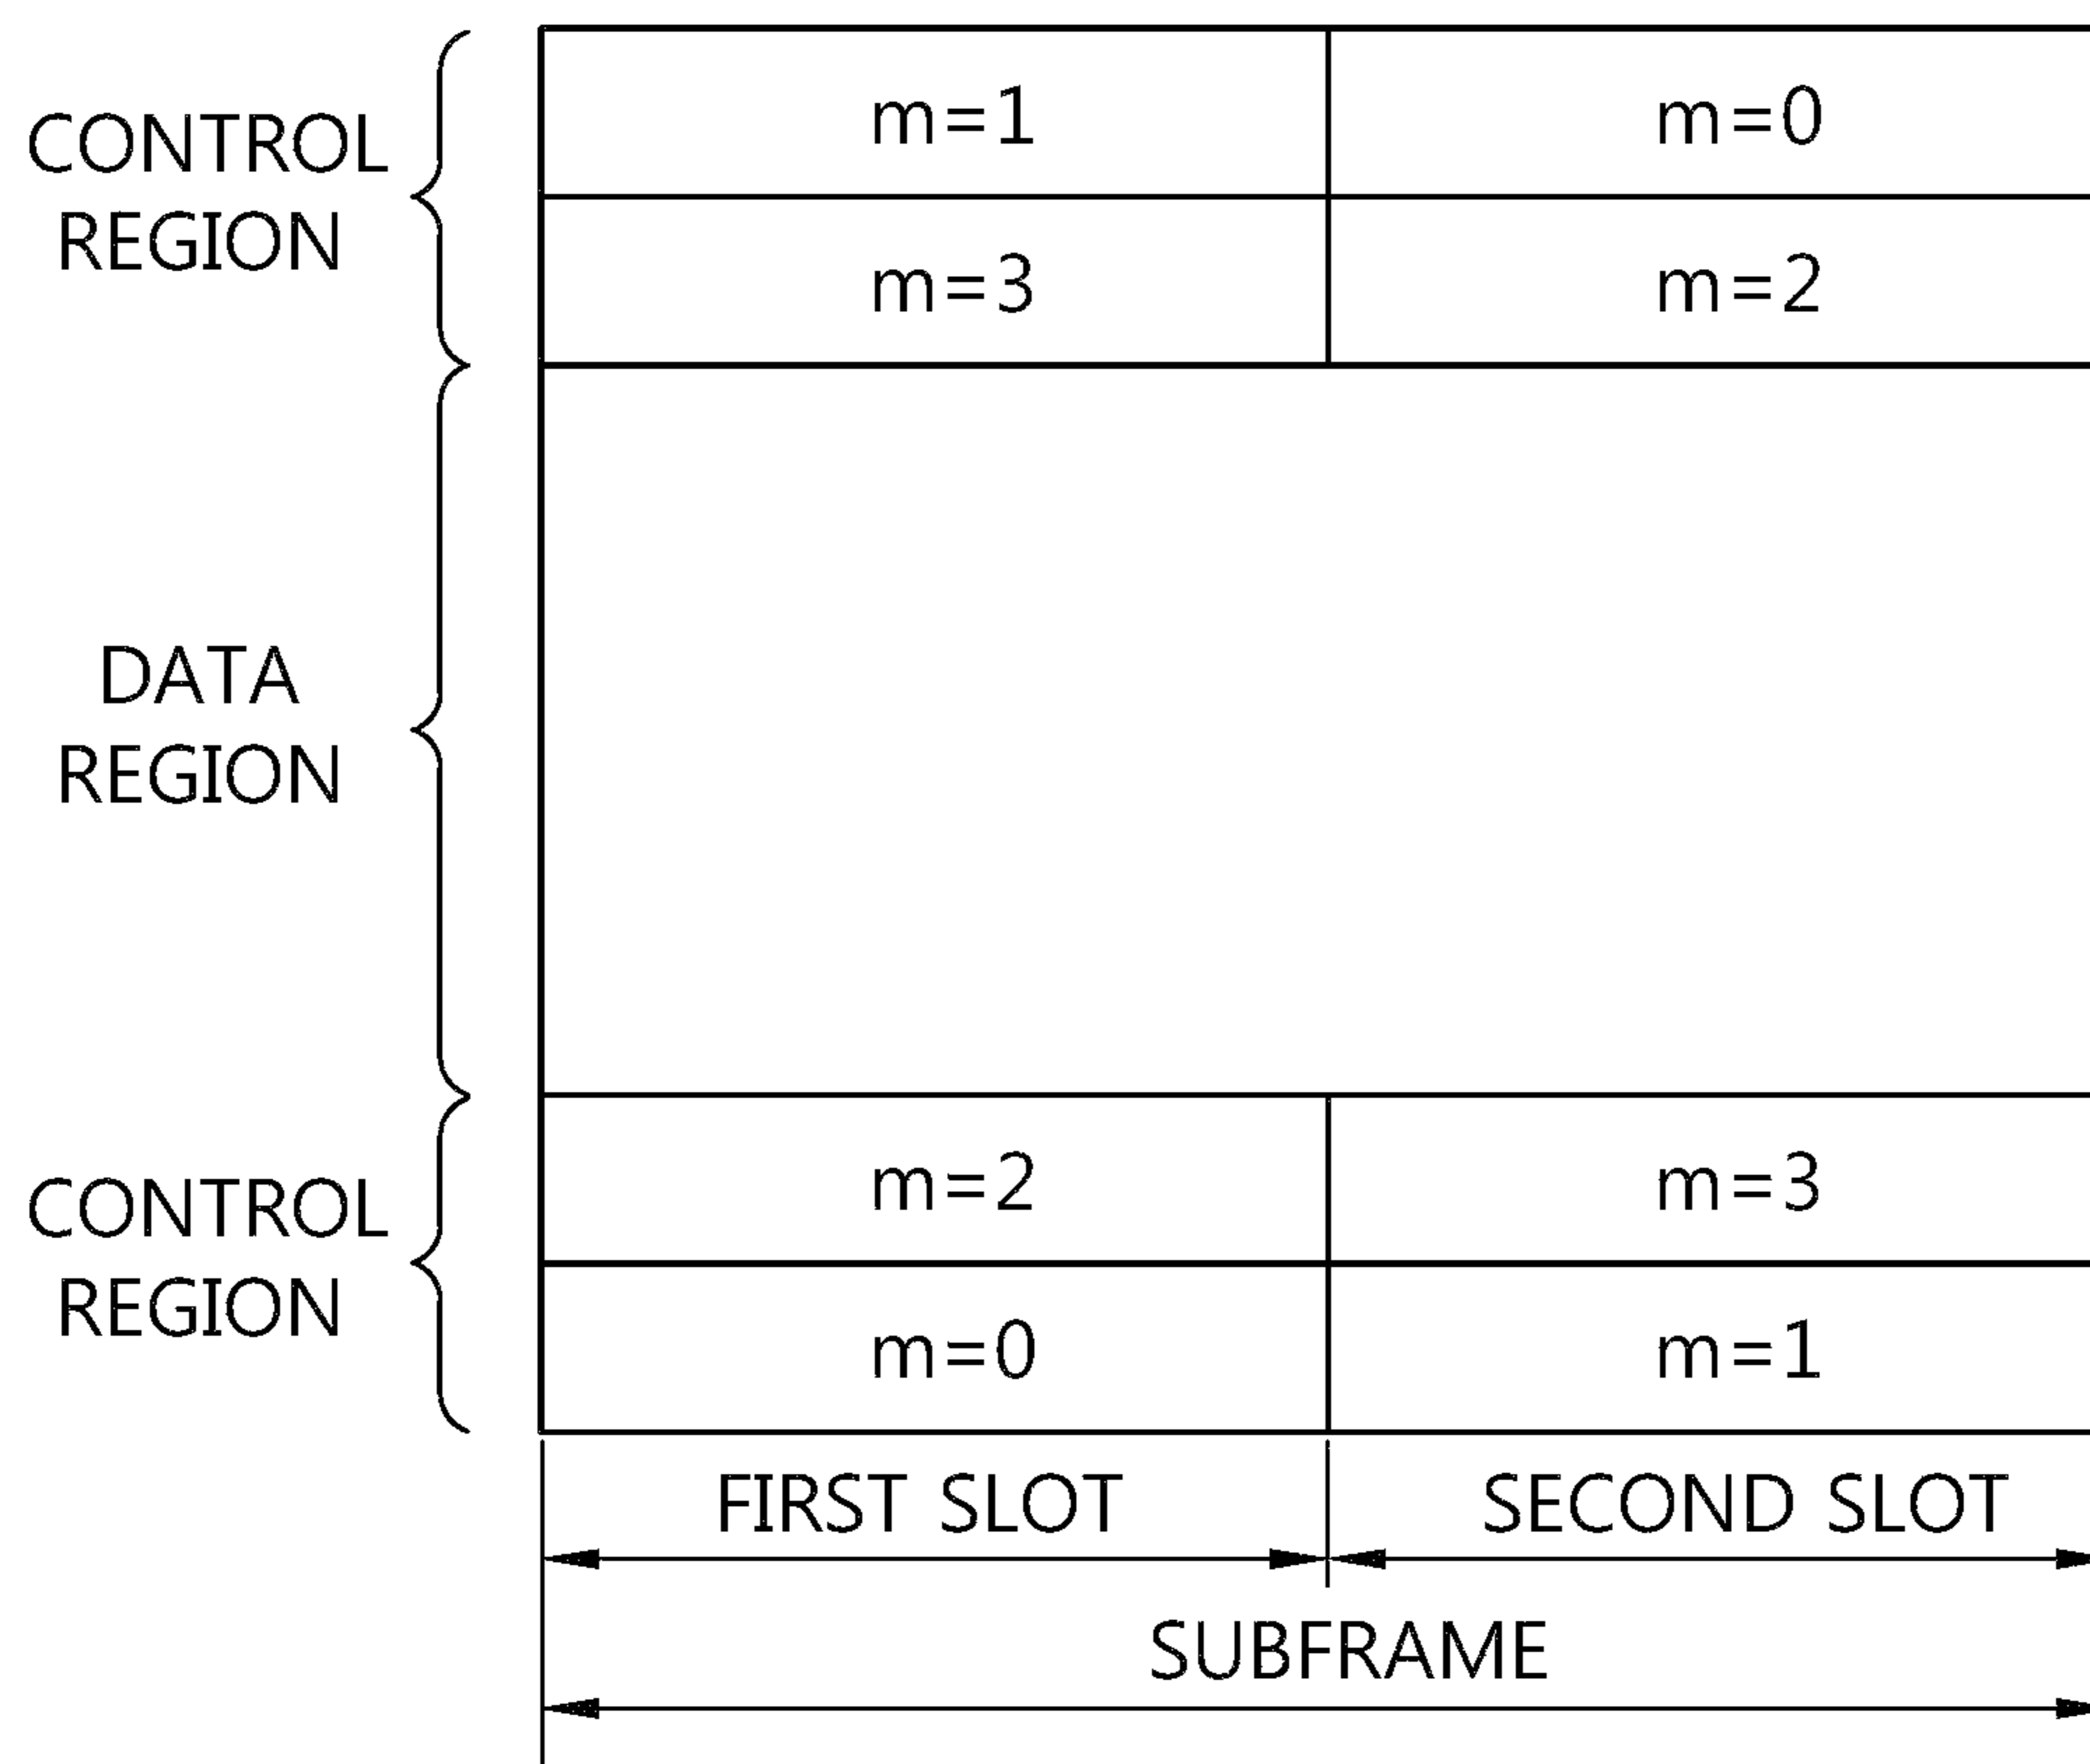 m=1 m=0
CONTROL
REGION
m=3 m=2
DATA
REGION
m=2 m=3
CONTROL
REGION
m=0 m=1
FIRST SLOT SECOND SLOT
SUBFRAME